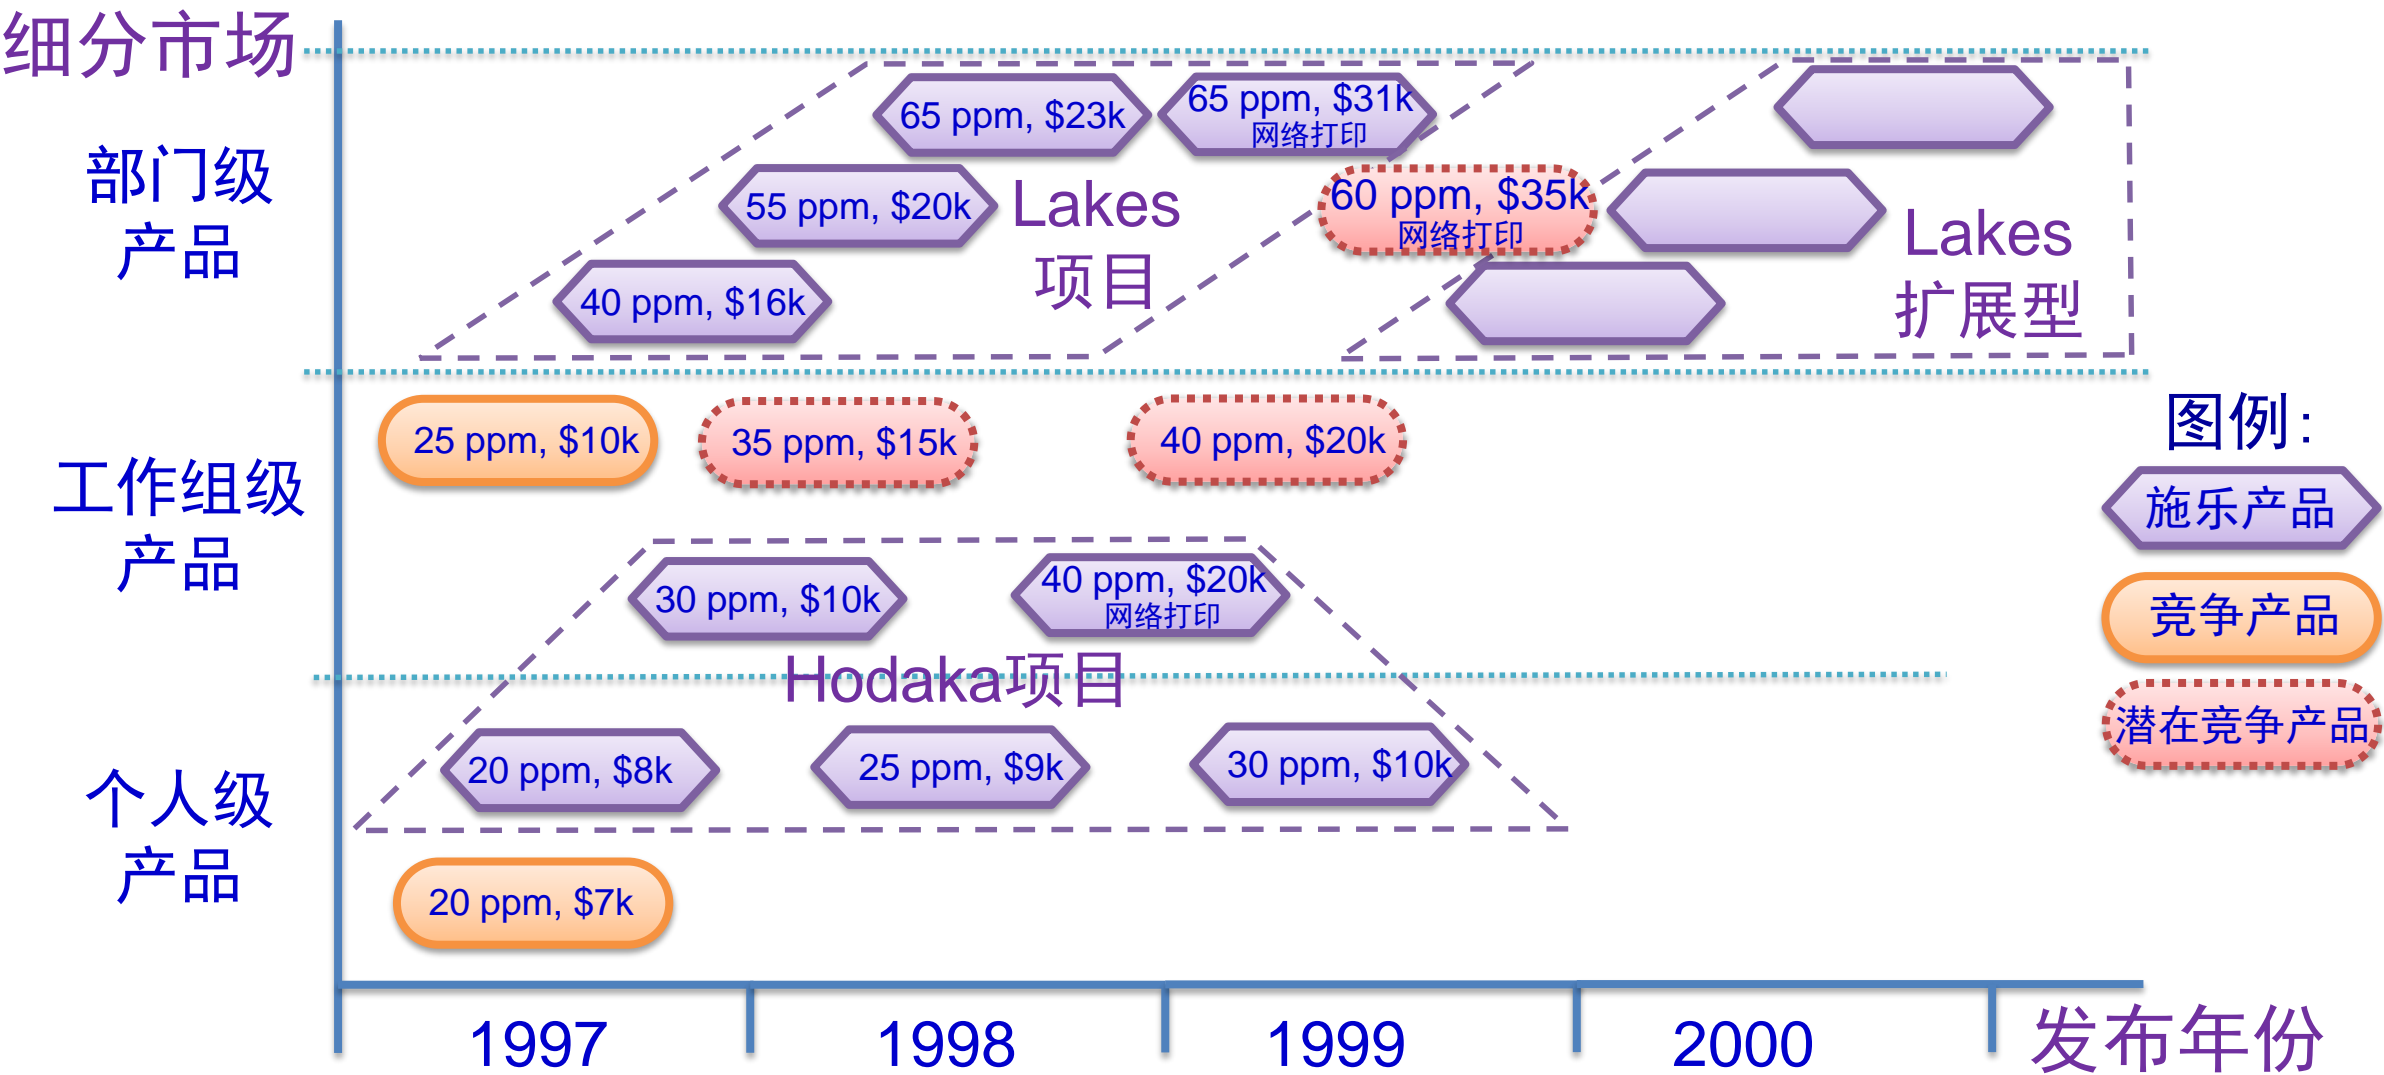 细分市场
部门级
产品
65 ppm, $23k
65 ppm, $31k
网络打印
55 ppm, $20k
Lakes
项目
60 ppm, $35k
网络打印
Lakes
扩展型
40 ppm, $16k
工作组级
产品
25 ppm, $10k
35 ppm, $15k
40 ppm, $20k
30 ppm, $10k
40 ppm, $20k
网络打印
Hodaka项目
个人级
产品
20 ppm, $8k
25 ppm, $9k
30 ppm, $10k
20 ppm, $7k
图例:
施乐产品
竞争产品
潜在竞争产品
1997
1998
1999
2000
发布年份